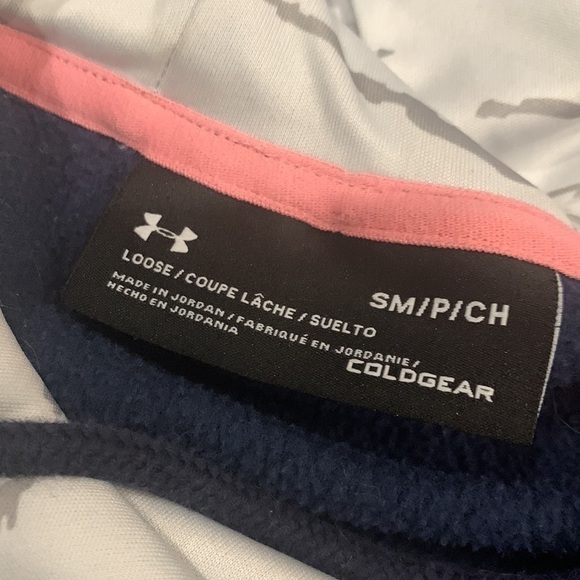 LOOSE / COUPE LÂCHE / SUELTO
SM/P/CH
MADE IN JORDAN / FABRIQUÉ EN JORDANIE /
HECHO EN JORDANIA
COLDGEAR